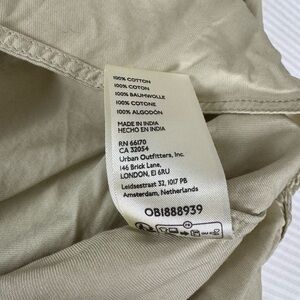 100% COTTON
100% COTON
100% BAUMWOLLE
100% COTONE
100% ALGODÓN
MADE IN INDIA
HECHO EN INDIA
RN 66170
CA 32054
Urban Outfitters, Inc.
146 Brick Lane,
LONDON, E1 6RU
Leidsestraat 32, 1017 PB
Amsterdam, Netherlands
OB1888939